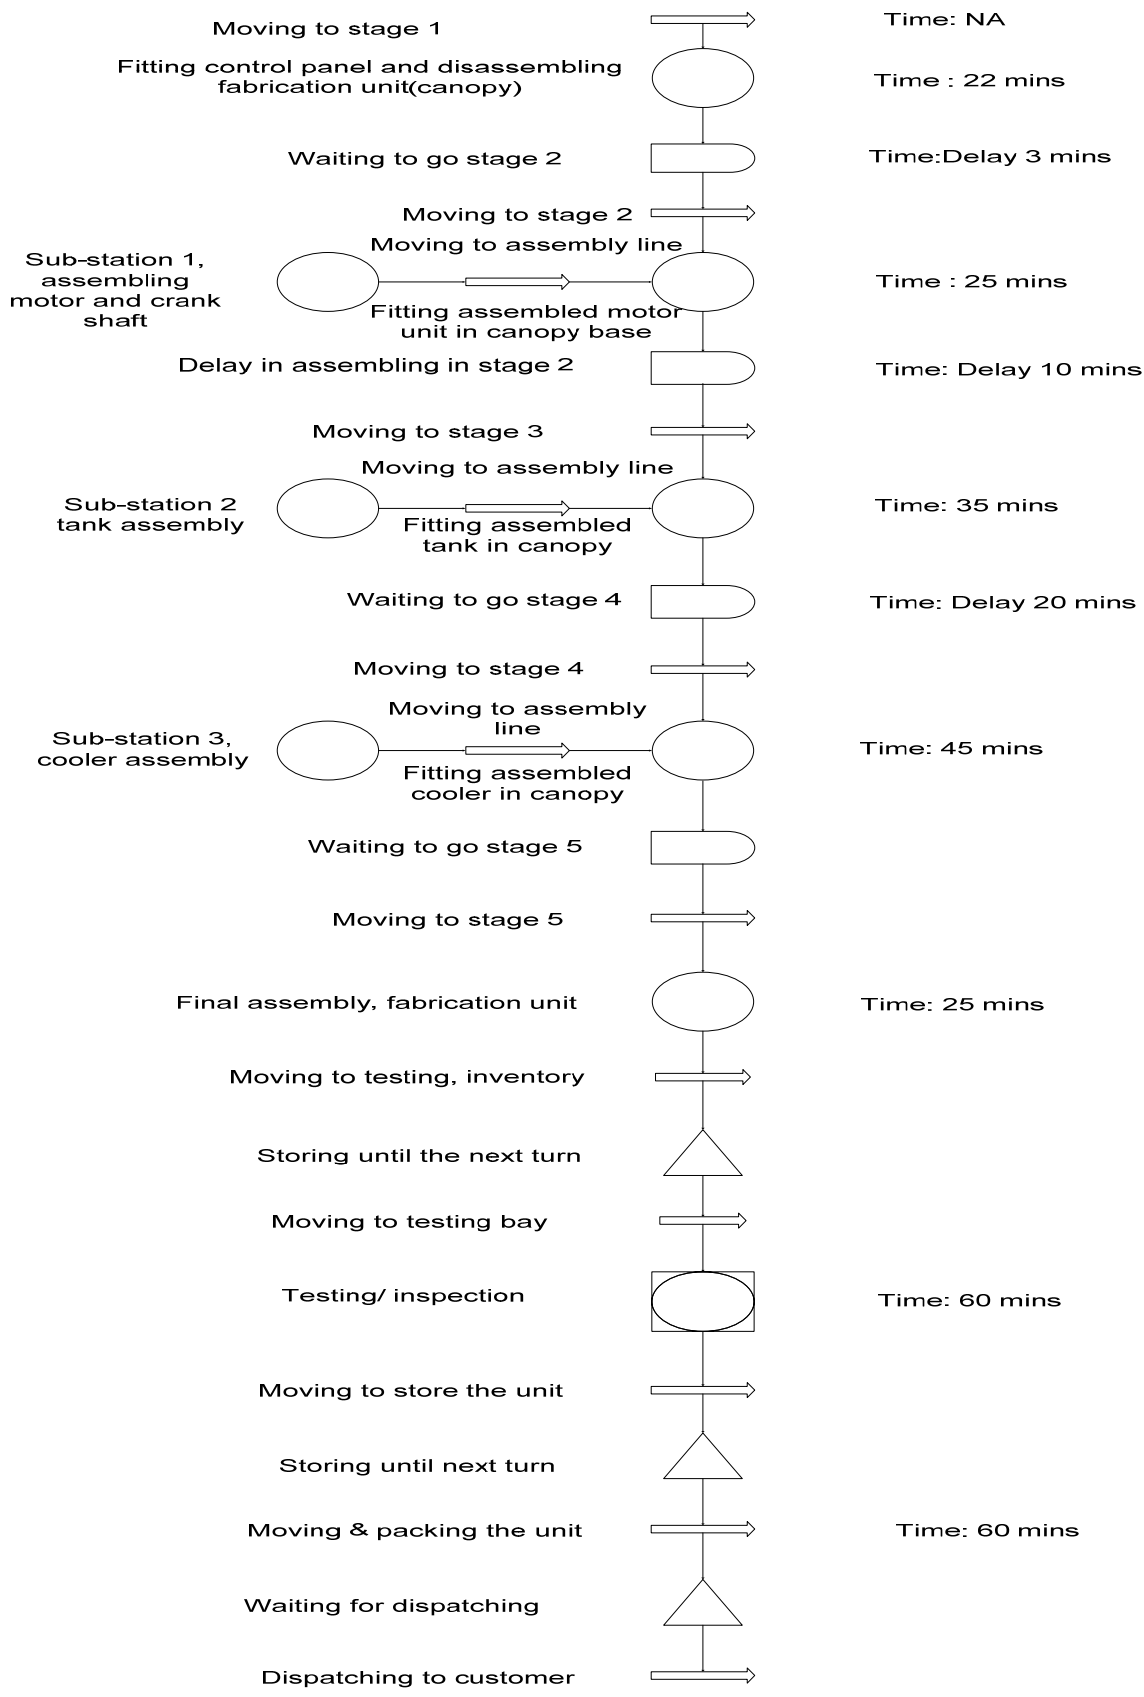 Moving to stage 1
Time: NA
Fitting control panel and disassembling
fabrication unit(canopy)
Time : 22 mins
Waiting to go stage 2
Time:Delay 3 mins
Moving to stage 2
Moving to assembly line
Sub-station 1,
assembling
motor and crank
shaft
Time : 25 mins
Fitting assembled motor
unit in canopy base
Delay in assembling in stage 2
Time: Delay 10 mins
Moving to stage 3
Moving to assembly line
Sub-station 2
tank assembly
Time: 35 mins
Fitting assembled
tank in canopy
Waiting to go stage 4
Time: Delay 20 mins
Moving to stage 4
Moving to assembly
line
Sub-station 3,
cooler assembly
Time: 45 mins
Fitting assembled
cooler in canopy
Waiting to go stage 5
Moving to stage 5
Final assembly, fabrication unit
Time: 25 mins
Moving to testing, inventory
Storing until the next turn
Moving to testing bay
Testing/ inspection
Time: 60 mins
Moving to store the unit
Storing until next turn
Moving & packing the unit
Time: 60 mins
Waiting for dispatching
Dispatching to customer